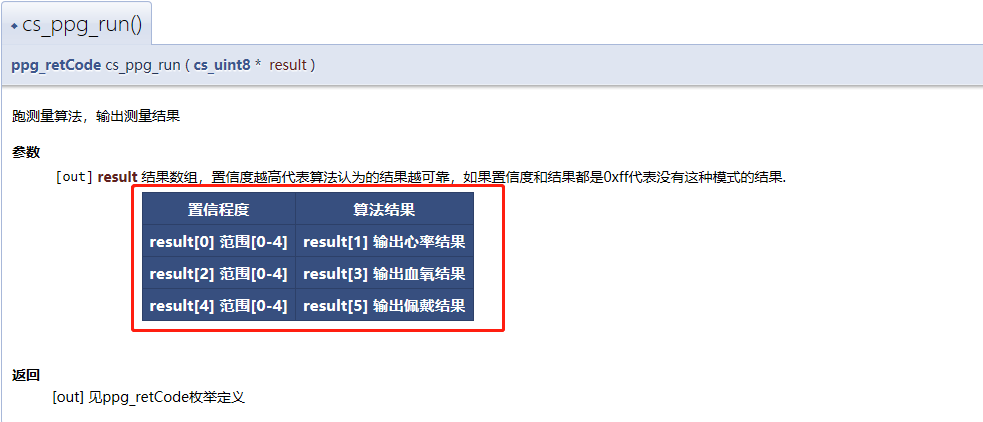 ◆ cs_ppg_run()
ppg_retCode cs_ppg_run ( cs_uint8 * result )
跑测量算法，输出测量结果
参数
[out] result 结果数组，置信度越高代表算法认为的结果越可靠，如果置信度和结果都是0xff代表没有这种模式的结果.
置信程度 算法结果
result[0] 范围[0-4] result[1] 输出心率结果
result[2] 范围[0-4] result[3] 输出血氧结果
result[4] 范围[0-4] result[5] 输出佩戴结果
返回
[out] 见ppg_retCode枚举定义